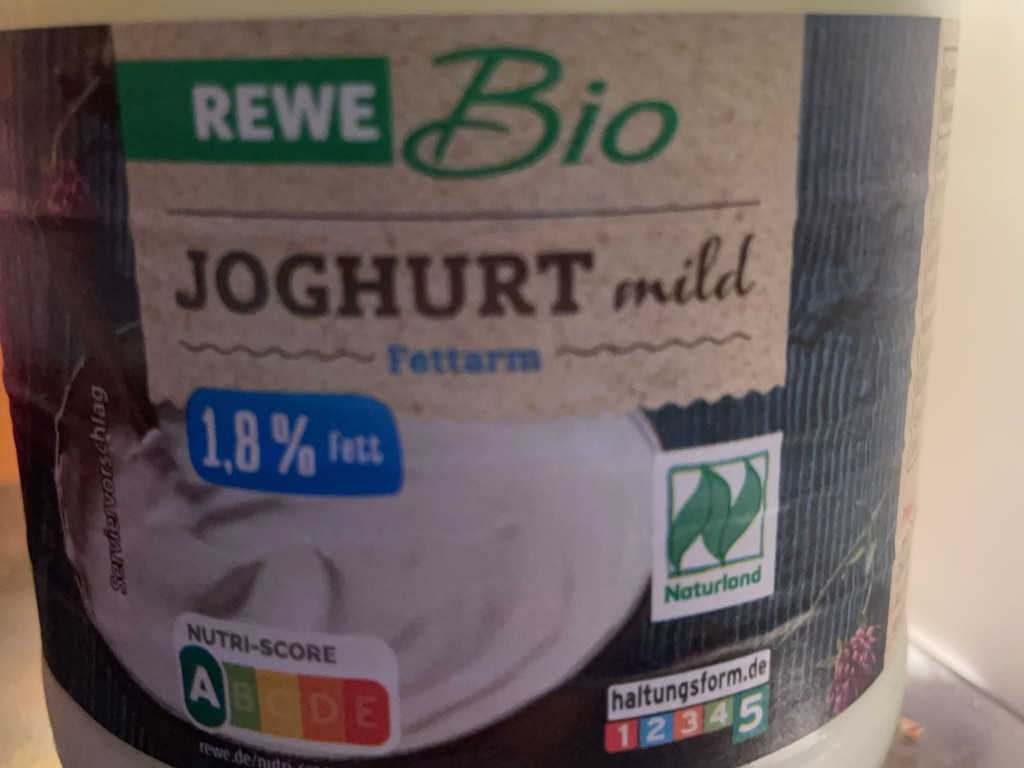 REWE Bio
JOGHURT mild
Fettarm
1,8% Fett
Serviervorschlag
Naturland
NUTRI-SCORE
A B C D E
haltungsform.de
1 2 3 4 5